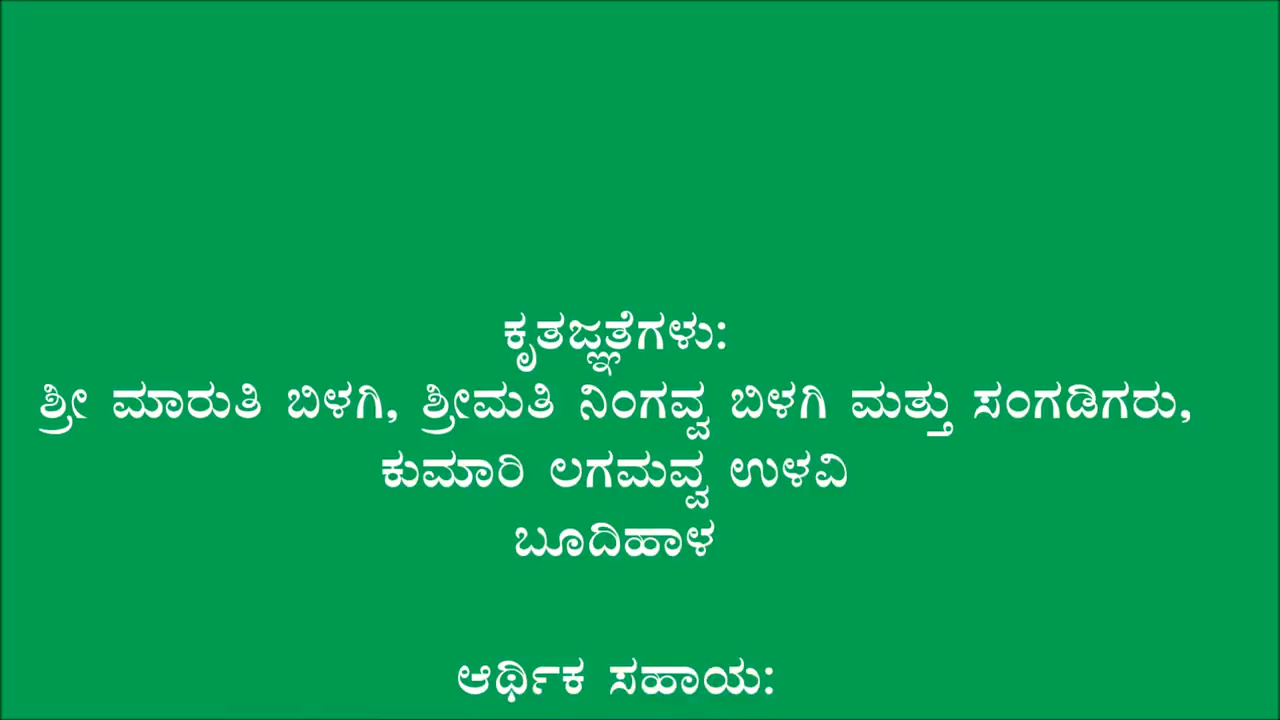 ಕೃತಜ್ಞತೆಗಳು:
ಶ್ರೀ ಮಾರುತಿ ಬಿಳಗಿ, ಶ್ರೀಮತಿ ನಿಂಗವ್ವ ಬಿಳಗಿ ಮತ್ತು ಸಂಗಡಿಗರು,
ಕುಮಾರಿ ಲಗಮವ್ವ ಉಳವಿ
ಬೂದಿಹಾಳ
ಆರ್ಥಿಕ ಸಹಾಯ: